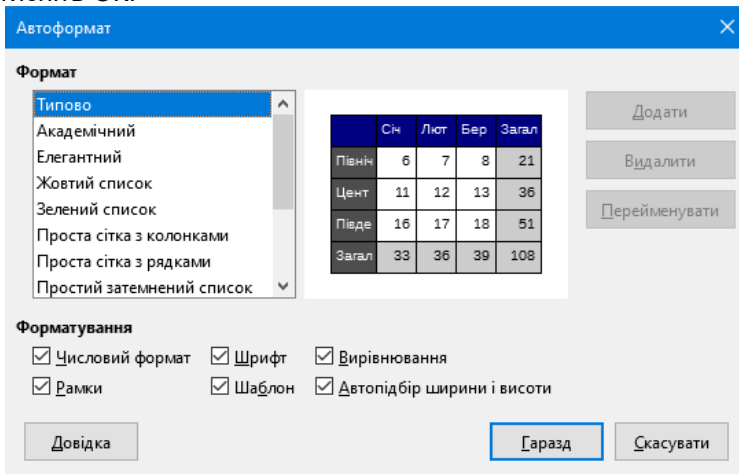 Автоформат
Формат
Типово
Академічний
Елегантний
Жовтий список
Зелений список
Проста сітка з колонками
Проста сітка з рядками
Простий затемнений список
Січ Лют Бер Загал
Північ 6 7 8 21
Цент 11 12 13 36
Півде 16 17 18 51
Загал 33 36 39 108
Додати
Видалити
Перейменувати
Форматування
Числовий формат Шрифт Вирівнювання
Рамки Шаблон Автопідбір ширини і висоти
Довідка Гаразд Скасувати